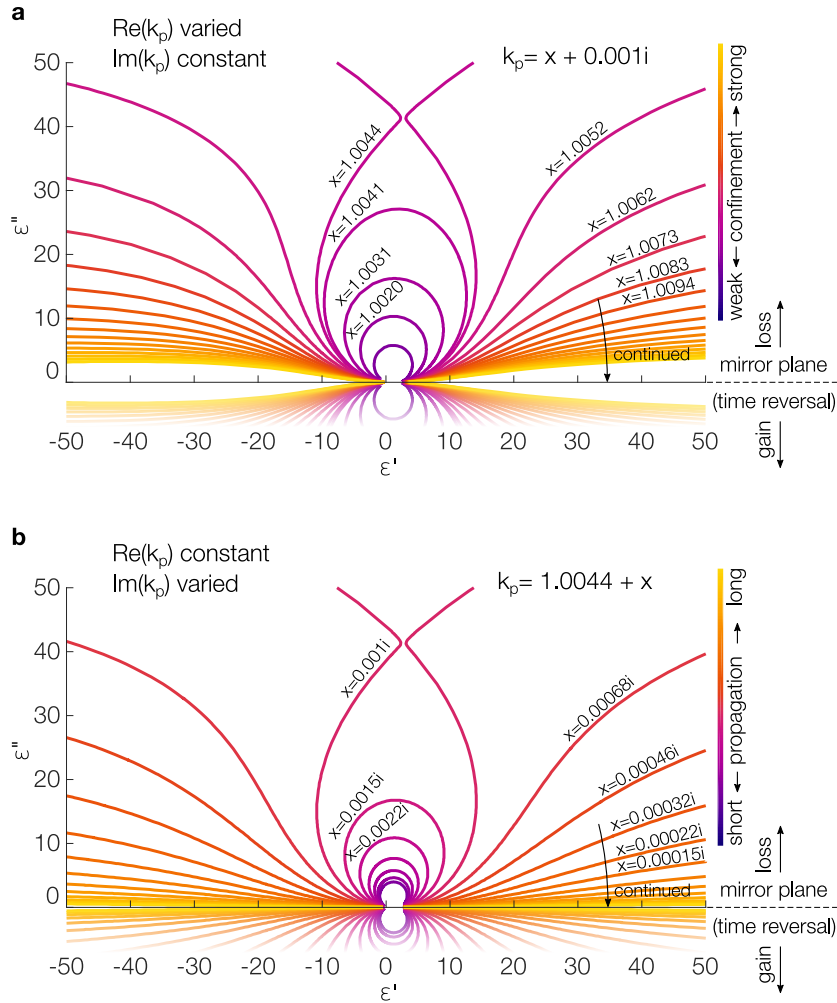 a
Re(kp) varied
Im(kp) constant
kp= x + 0.001i
50
40
30
20
10
0
ε''
x=1.0044
x=1.0041
x=1.0031
x=1.0020
x=1.0052
x=1.0062
x=1.0073
x=1.0083
x=1.0094
continued
weak ← confinement → strong
loss
mirror plane
(time reversal)
gain
-50 -40 -30 -20 -10 0 10 20 30 40 50
ε'
b
Re(kp) constant
Im(kp) varied
kp= 1.0044 + x
50
40
30
20
10
0
ε''
x=0.001i
x=0.0015i
x=0.0022i
x=0.00068i
x=0.00046i
x=0.00032i
x=0.00022i
x=0.00015i
continued
short ← propagation → long
loss
mirror plane
(time reversal)
gain
-50 -40 -30 -20 -10 0 10 20 30 40 50
ε'